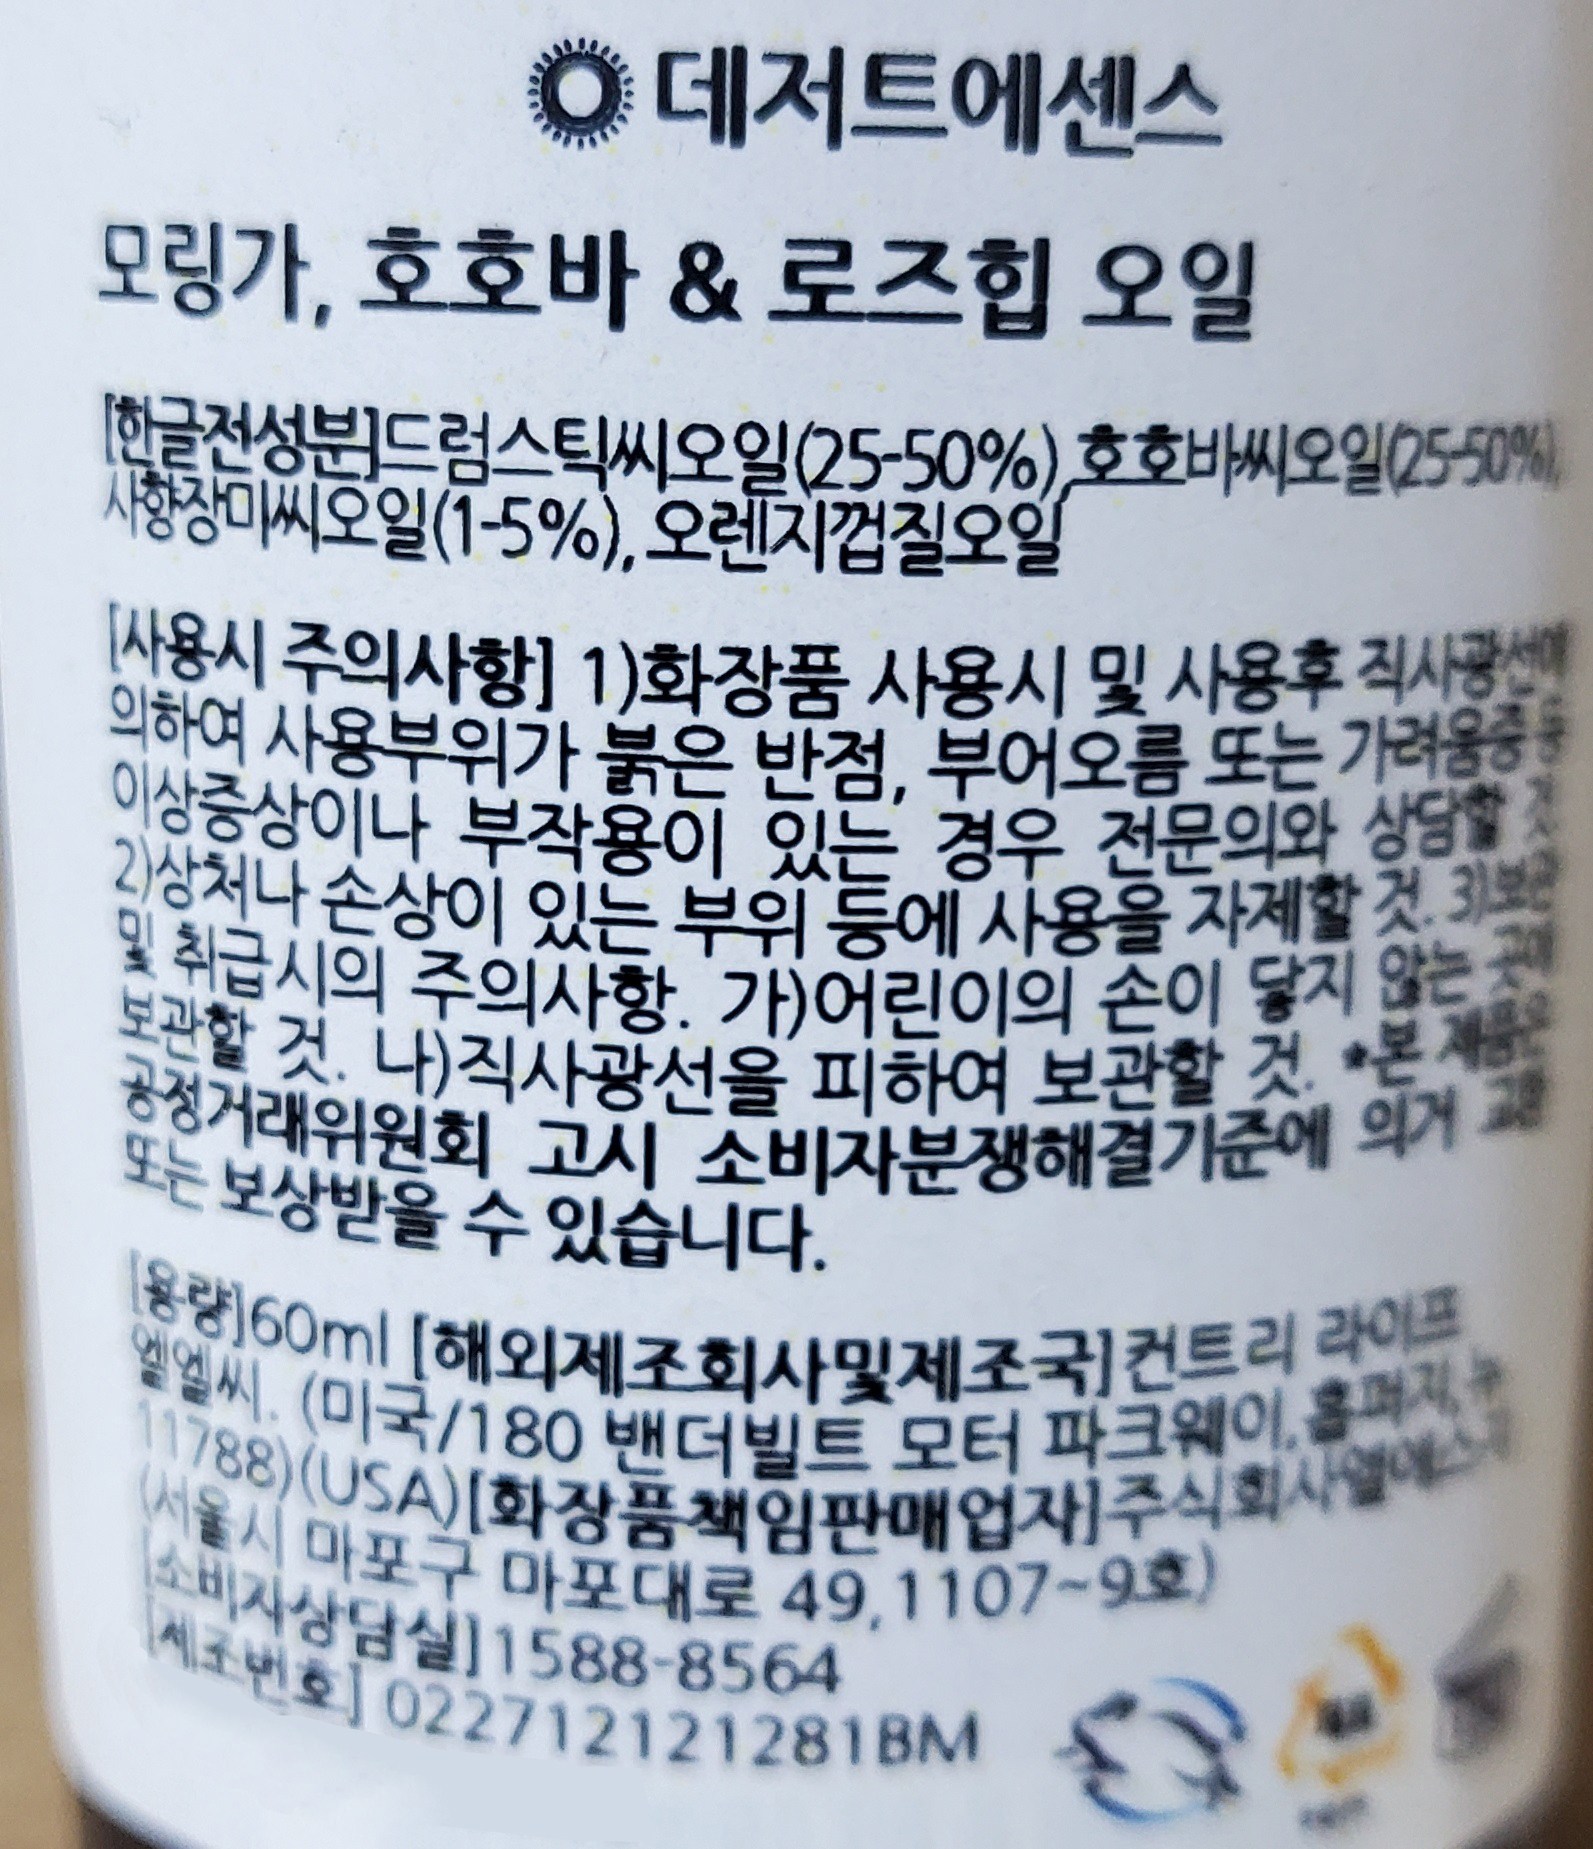 데저트에센스
모링가, 호호바 & 로즈힙 오일
[한글전성분]드럼스틱씨오일(25-50%),호호바씨오일(25-50%),
사향장미씨오일(1-5%),오렌지껍질오일
[사용시 주의사항] 1)화장품 사용시 및 사용후 직사광선에
의하여 사용부위가 붉은 반점, 부어오름 또는 가려움증 등
이상증상이나 부작용이 있는 경우 전문의와 상담할 것
2)상처나 손상이 있는 부위 등에 사용을 자제할 것. 3)보관
및 취급시의 주의사항. 가)어린이의 손이 닿지 않는 곳에
보관할 것. 나)직사광선을 피하여 보관할 것. *본 제품은
공정거래위원회 고시 소비자분쟁해결기준에 의거 교환
또는 보상받을 수 있습니다.
[용량]60ml [해외제조회사및제조국]컨트리 라이프
엘엘씨. (미국/180 밴더빌트 모터 파크웨이, 홉퍼지,
11788)(USA)[화장품책임판매업자]
(서울시 마포구 마포대로 49,1107~9호)
[소비자상담실]1588-8564
[제조번호] 022712121281BM